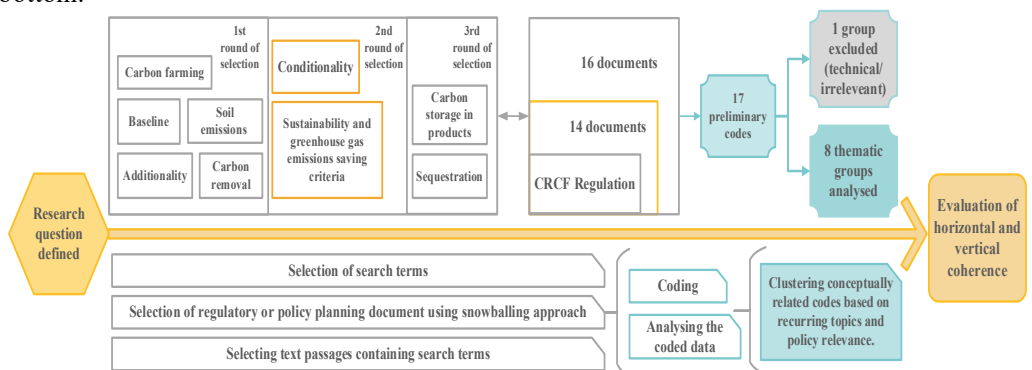 bottom.
1st
round of
selection
Carbon farming
Baseline
Soil
emissions
Additionality
Carbon
removal
2nd
round of
selection
Conditionality
Sustainability and
greenhouse gas
emissions saving
criteria
3rd
round of
selection
Carbon
storage in
products
Sequestration
16 documents
14 documents
CRCF Regulation
17
preliminary
codes
1 group
excluded
(technical/
irreleveant)
8 thematic
groups
analysed
Research
question
defined
Evaluation of
horizontal and
vertical
coherence
Selection of search terms
Selection of regulatory or policy planning document using snowballing approach
Selecting text passages containing search terms
Coding
Analysing the
coded data
Clustering conceptually
related codes based on
recurring topics and
policy relevance.